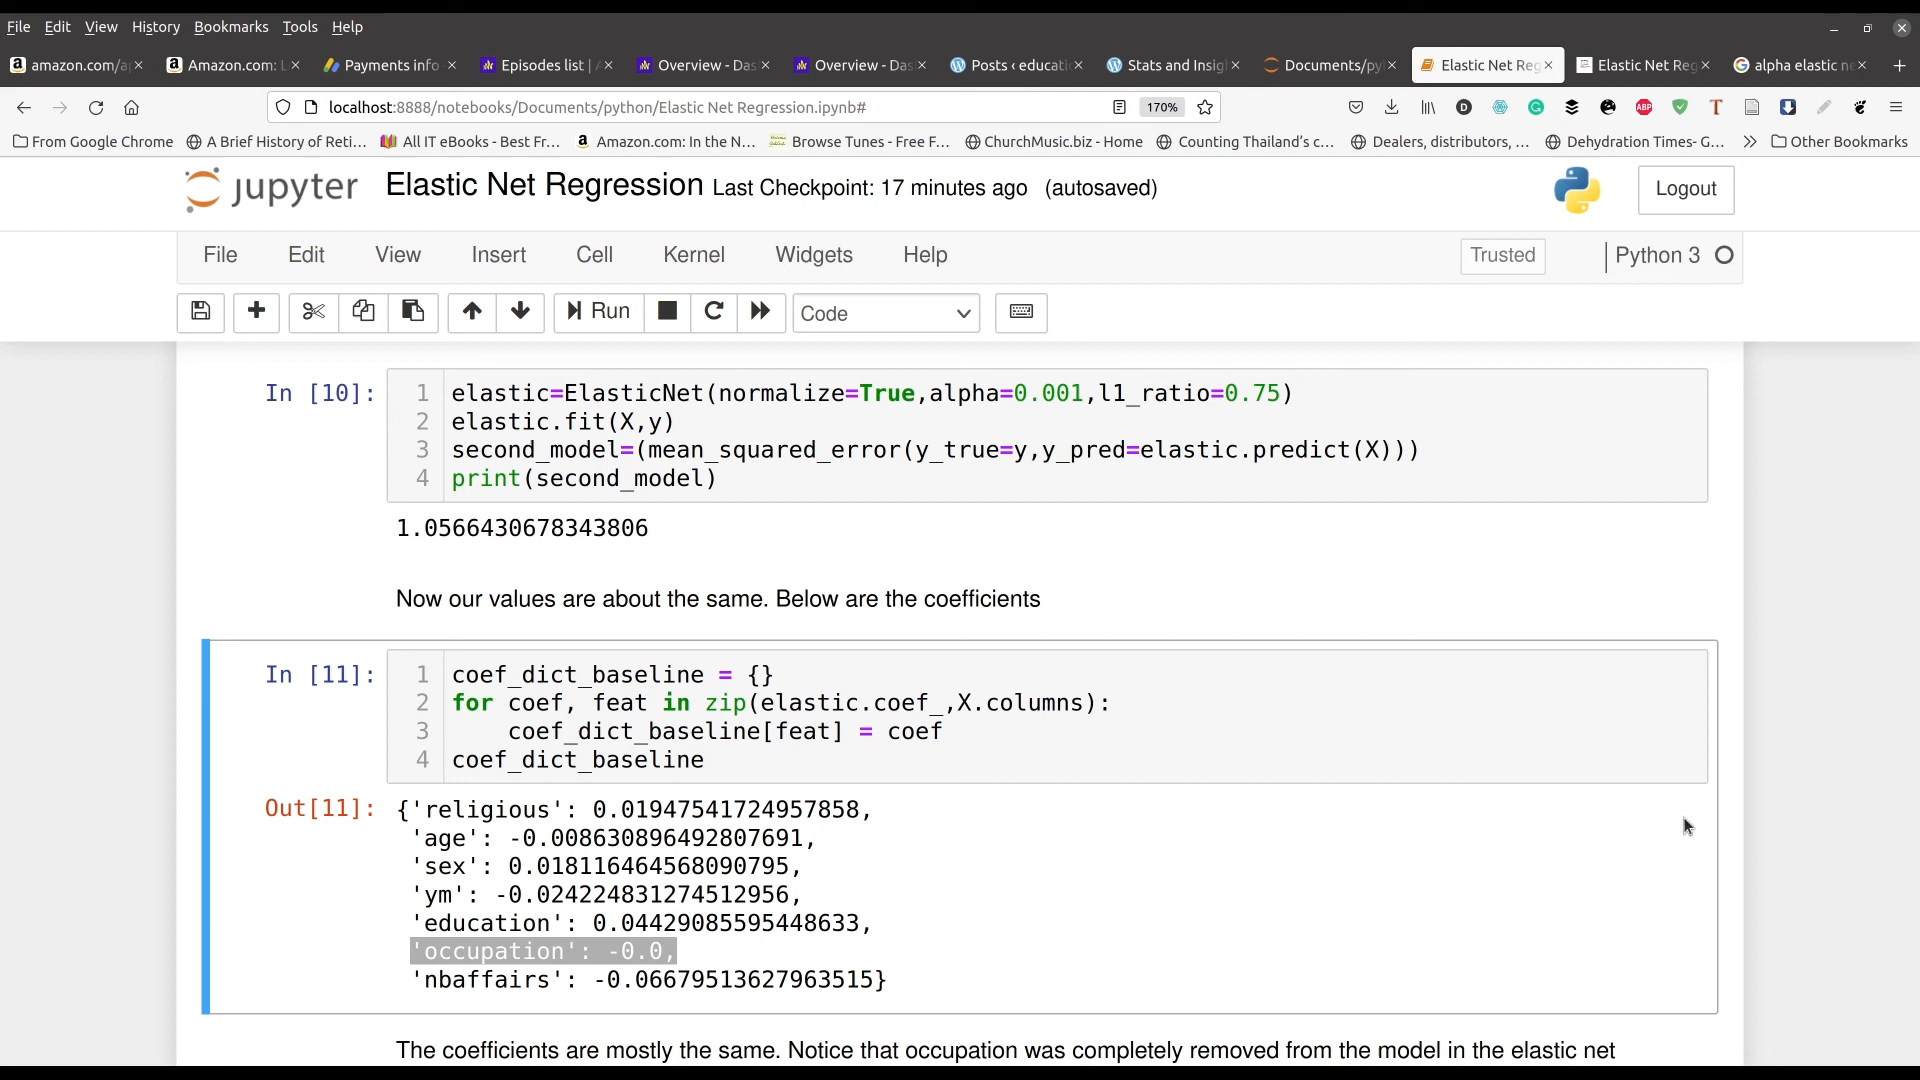 File Edit View History Bookmarks Tools Help
amazon.com/a Amazon.com: L Payments info Episodes list | Overview - Das Overview - Das Posts ‹ educati Stats and Insig Documents/py Elastic Net Reg Elastic Net Reg alpha elastic ne
localhost:8888/notebooks/Documents/python/Elastic Net Regression.ipynb# 170%
From Google Chrome A Brief History of Reti... All IT eBooks - Best Fr... Amazon.com: In the N... Browse Tunes - Free F... ChurchMusic.biz - Home Counting Thailand's c... Dealers, distributors, ... Dehydration Times- G... Other Bookmarks
jupyter Elastic Net Regression Last Checkpoint: 17 minutes ago (autosaved) Logout
File Edit View Insert Cell Kernel Widgets Help Trusted Python 3
Run Code
In [10]: 1 elastic=ElasticNet(normalize=True,alpha=0.001,l1_ratio=0.75)
2 elastic.fit(X,y)
3 second_model=(mean_squared_error(y_true=y,y_pred=elastic.predict(X)))
4 print(second_model)
1.0566430678343806
Now our values are about the same. Below are the coefficients
In [11]: 1 coef_dict_baseline = {}
2 for coef, feat in zip(elastic.coef_,X.columns):
3 coef_dict_baseline[feat] = coef
4 coef_dict_baseline
Out[11]: {'religious': 0.01947541724957858,
'age': -0.008630896492807691,
'sex': 0.018116464568090795,
'ym': -0.024224831274512956,
'education': 0.04429085595448633,
'occupation': -0.0,
'nbaffairs': -0.06679513627963515}
The coefficients are mostly the same. Notice that occupation was completely removed from the model in the elastic net